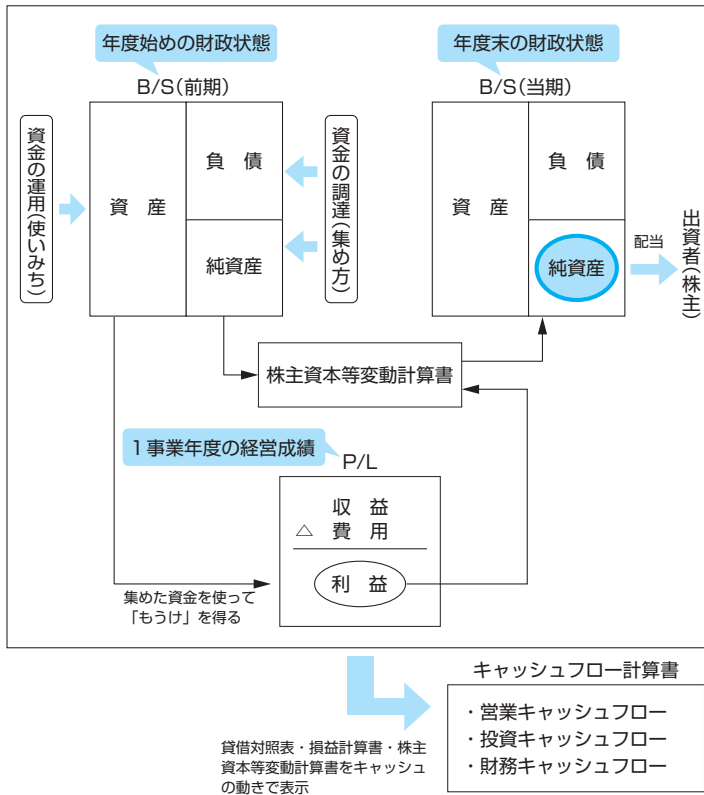 年度始めの財政状態
B/S(前期)
資金の運用(使いみち)
資 産
負 債
純資産
資金の調達(集め方)
年度末の財政状態
B/S(当期)
資 産
負 債
純資産
配当
出資者(株主)
株主資本等変動計算書
1事業年度の経営成績
P/L
収 益
△ 費 用
利 益
集めた資金を使って
「もうけ」を得る
貸借対照表・損益計算書・株主
資本等変動計算書をキャッシュ
の動きで表示
キャッシュフロー計算書
・営業キャッシュフロー
・投資キャッシュフロー
・財務キャッシュフロー